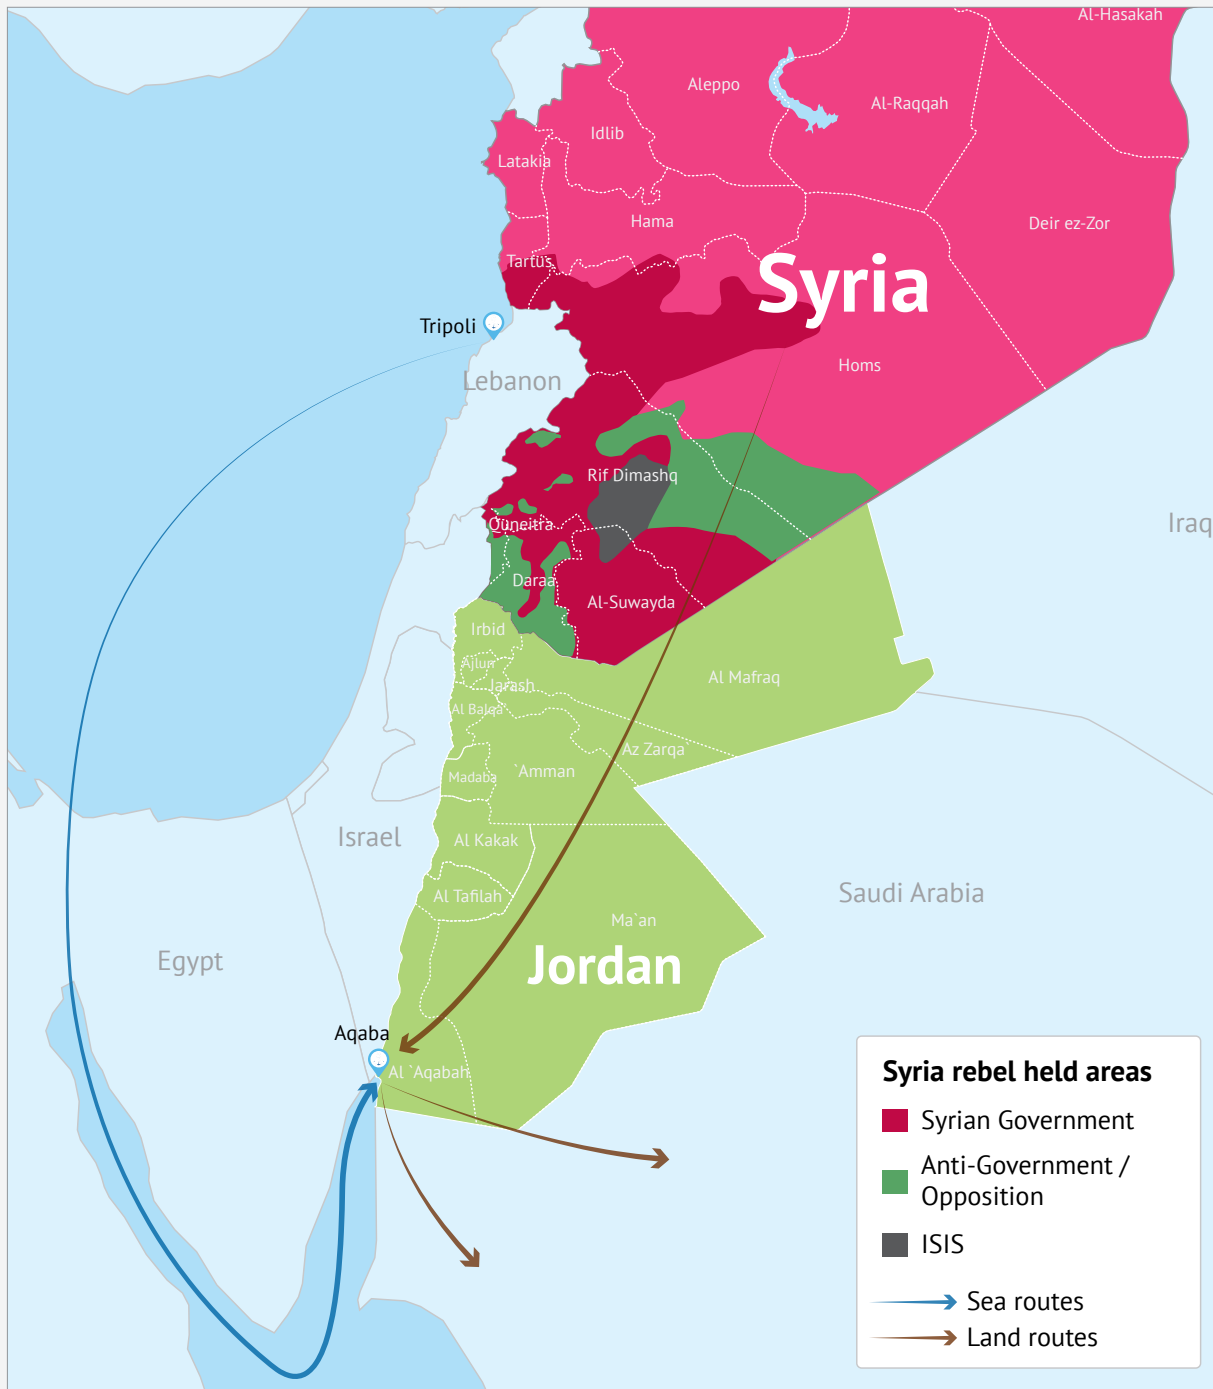 Al-Hasakah
Aleppo
Al-Raqqah
Idlib
Latakia
Hama
Deir ez-Zor
Tartus
Syria
Tripoli
Homs
Lebanon
Rif Dimashq
Quneitra
Iraq
Daraa
Al-Suwayda
Irbid
Ajlun
Al Mafraq
Jarash
Al Balqa`
Az Zarqa`
`Amman
Madaba
Israel
Al Kakak
Saudi Arabia
Al Tafilah
Ma`an
Egypt
Jordan
Aqaba
Al `Aqabah
Syria rebel held areas
Syrian Government
Anti-Government /
Opposition
ISIS
Sea routes
Land routes